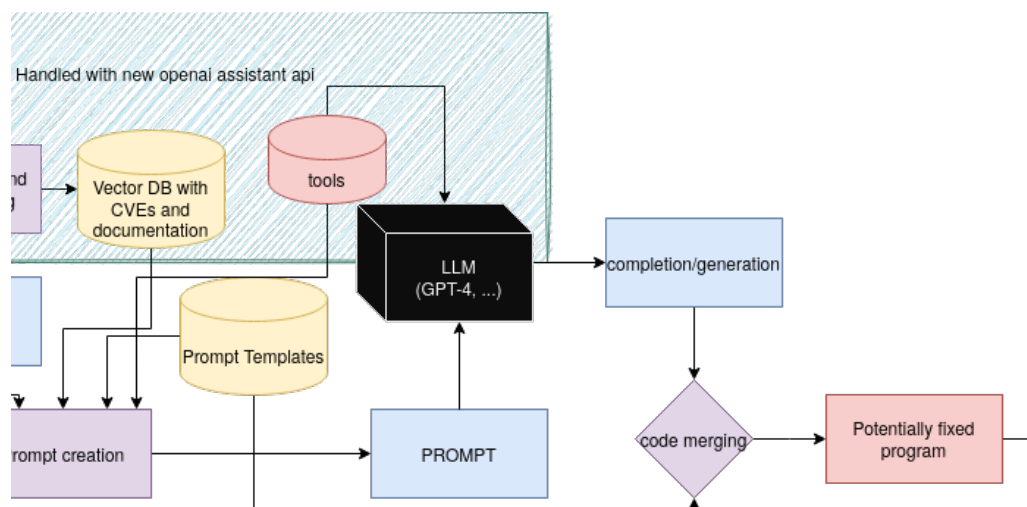 Handled with new openai assistant api
nd
g
Vector DB with
CVEs and
documentation
tools
LLM
(GPT-4, ...)
completion/generation
Prompt Templates
rompt creation
PROMPT
code merging
Potentially fixed
program